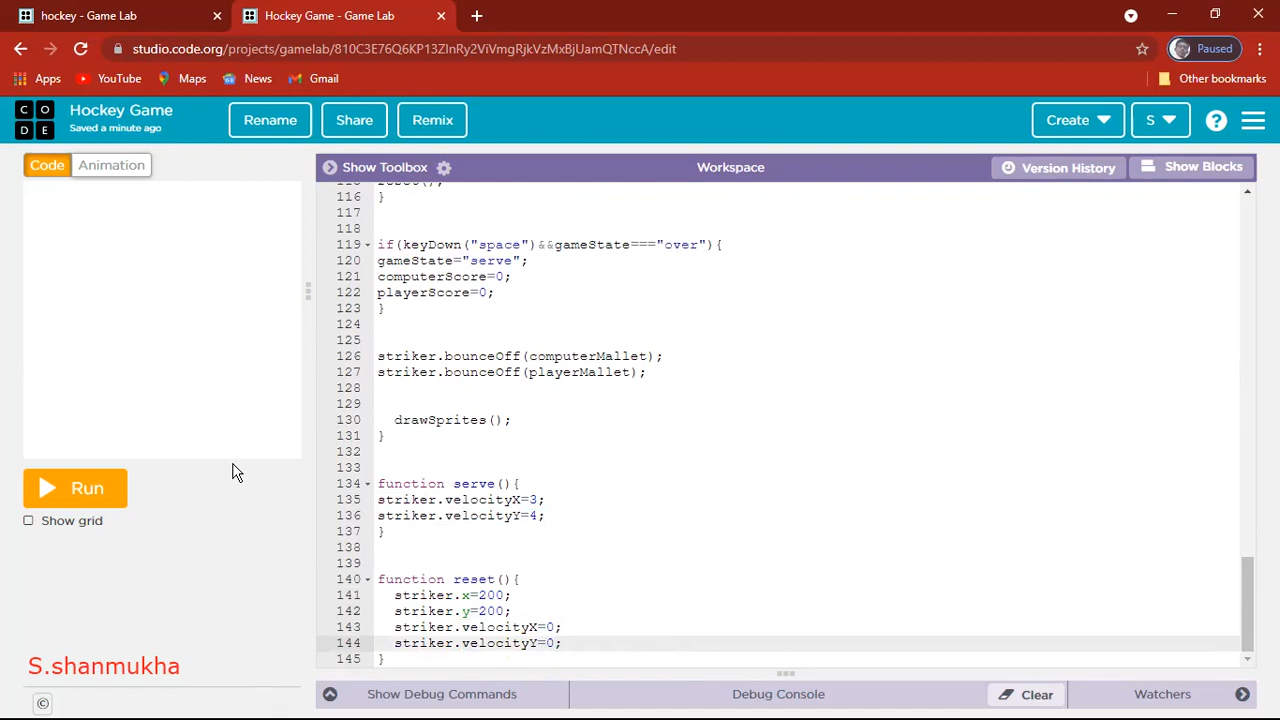 hockey - Game Lab
Hockey Game - Game Lab
studio.code.org/projects/gamelab/810C3E76Q6KP13ZlnRy2ViVmgRjkVzMxBjUamQTNccA/edit
Paused
Apps YouTube Maps News Gmail Other bookmarks
CODE
Hockey Game
Saved a minute ago
Rename Share Remix Create S ?
Code Animation
Show Toolbox Workspace Version History Show Blocks
116 }
117
118
119 if(keyDown("space")&&gameState==="over"){
120 gameState="serve";
121 computerScore=0;
122 playerScore=0;
123 }
124
125
126 striker.bounceOff(computerMallet);
127 striker.bounceOff(playerMallet);
128
129
130 drawSprites();
131 }
132
133
134 function serve(){
135 striker.velocityX=3;
136 striker.velocityY=4;
137 }
138
139
140 function reset(){
141 striker.x=200;
142 striker.y=200;
143 striker.velocityX=0;
144 striker.velocityY=0;
145 }
Run
Show grid
S.shanmukha
©
Show Debug Commands Debug Console Clear Watchers